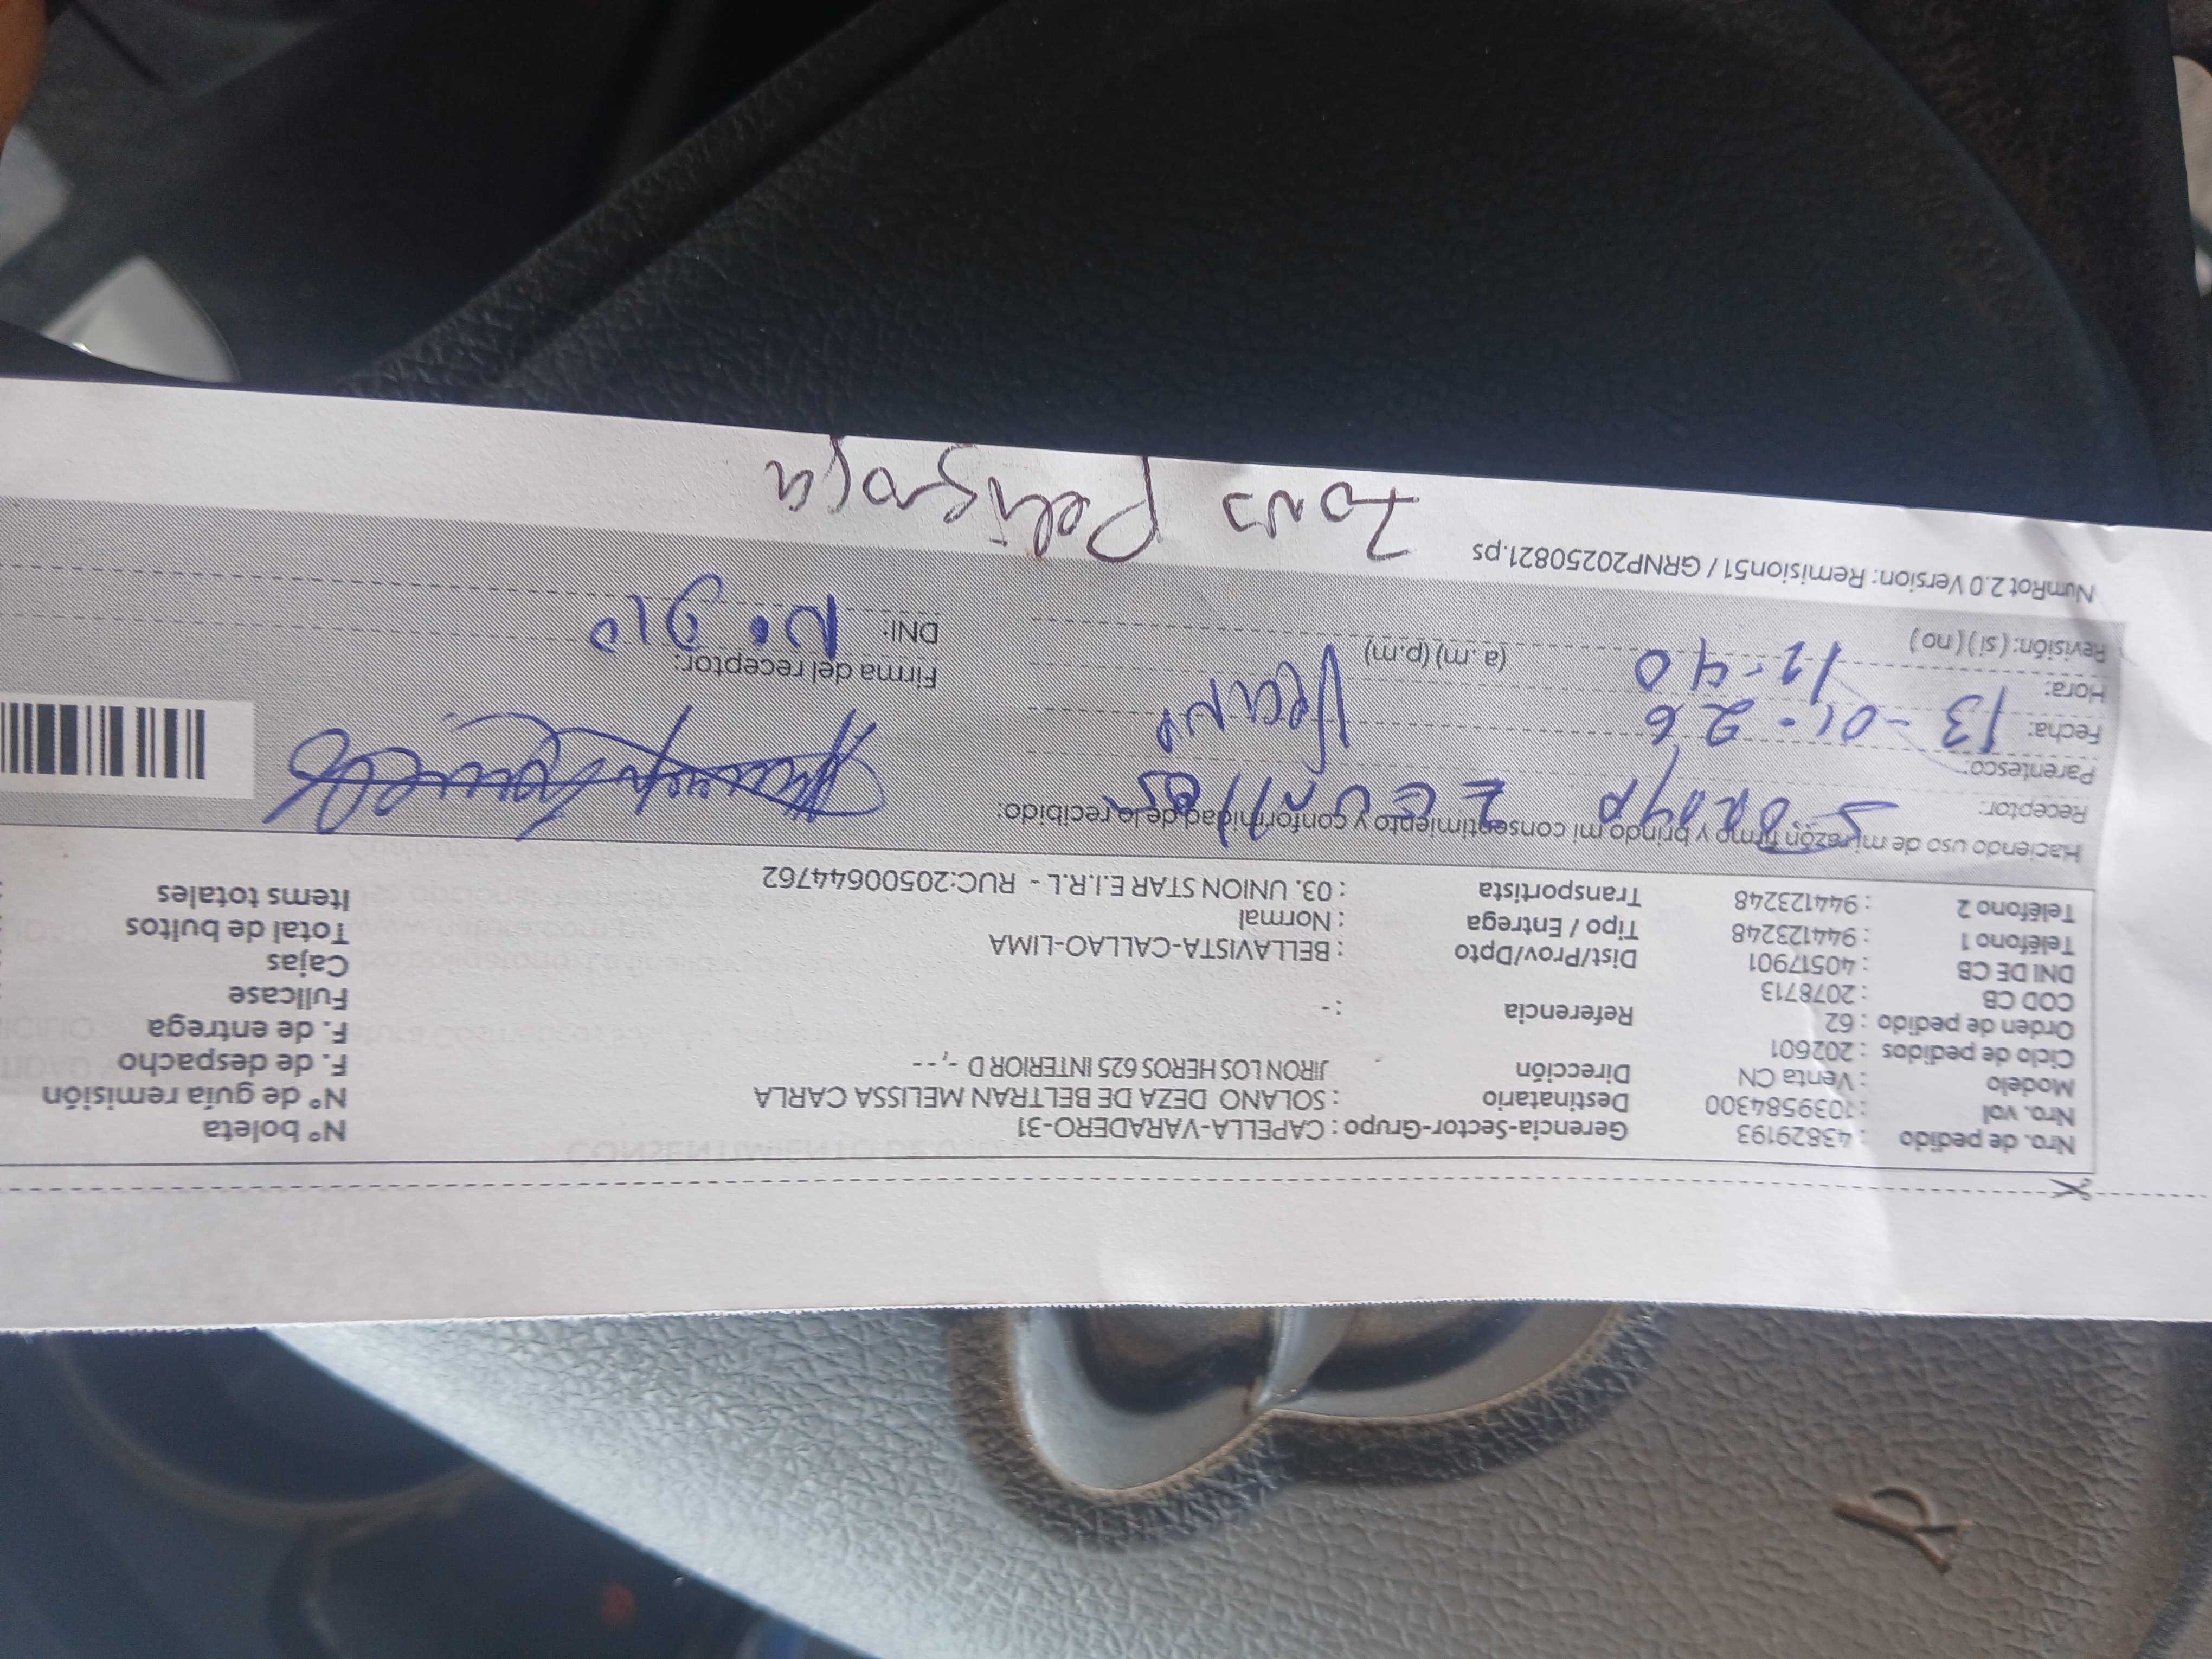 Nro. de pedido : 43829193 Gerencia-Sector-Grupo : CAPELLA-VARADERO-31 N° boleta
Nro. vol : 1039584300 Destinatario : SOLANO DEZA DE BELTRAN MELISSA CARLA N° de guía remisión
Modelo : Venta CN Dirección JIRON LOS HEROS 625 INTERIOR D -,-- F. de despacho
Ciclo de pedidos : 202601 F. de entrega
Orden de pedido : 62 Referencia : - Fullcase
COD CB : 2078713 Cajas
DNI DE CB : 40517901 Dist/Prov/Dpto : BELLAVISTA-CALLAO-LIMA Total de bultos
Teléfono 1 : 944123248 Tipo / Entrega : Normal Items totales
Teléfono 2 : 944123248 Transportista : 03. UNION STAR E.I.R.L - RUC:20500644762
Haciendo uso de mi razón firmo y brindo mi consentimiento y conformidad de lo recibido:
Receptor:
Parentesco: Vecina
Fecha: 13-01-26 Firma del receptor:
Hora: 12:40 (a.m) (p.m) DNI:
Revisión: (si) (no)
NumRot 2.0 Version: Remision51 / GRNP20250821.ps
Zona Peligrosa